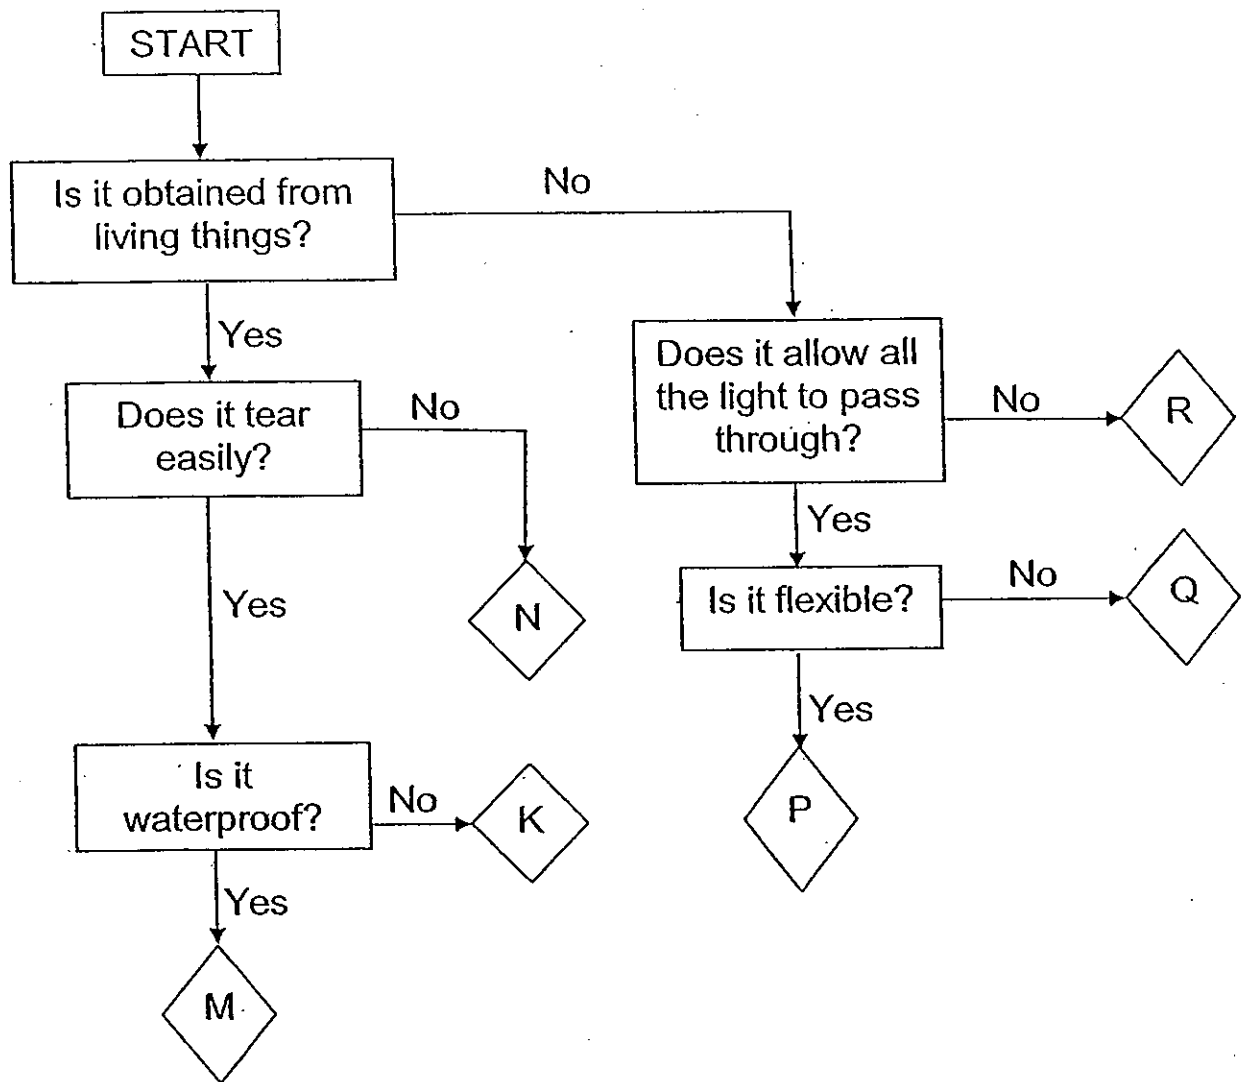 START
Is it obtained from
living things?
No
Yes
Does it allow all
the light to pass
through?
No
R
Does it tear
easily?
No
Yes
Is it flexible?
No
Q
Yes
N
Yes
P
Is it
waterproof?
No
K
Yes
M